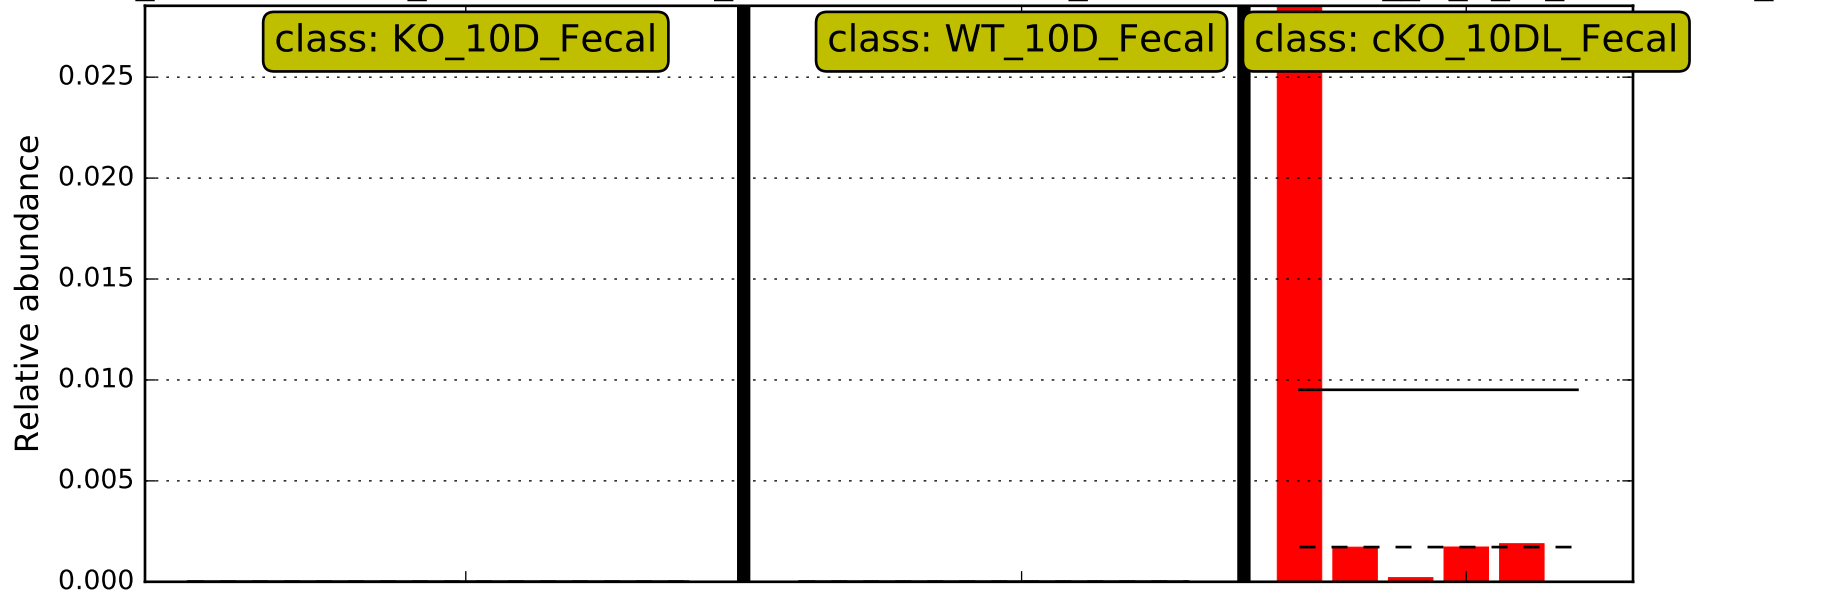 class: KO_10D_Fecal
class: WT_10D_Fecal
class: cKO_10DL_Fecal
0.025
0.020
0.015
0.010
0.005
0.000
Relative abundance